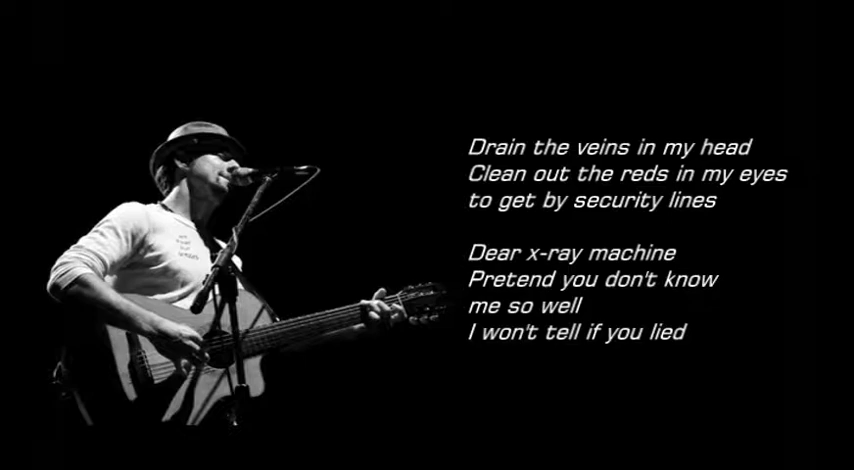 Drain the veins in my head
Clean out the reds in my eyes
to get by security lines
Dear x-ray machine
Pretend you don't know
me so well
I won't tell if you lied